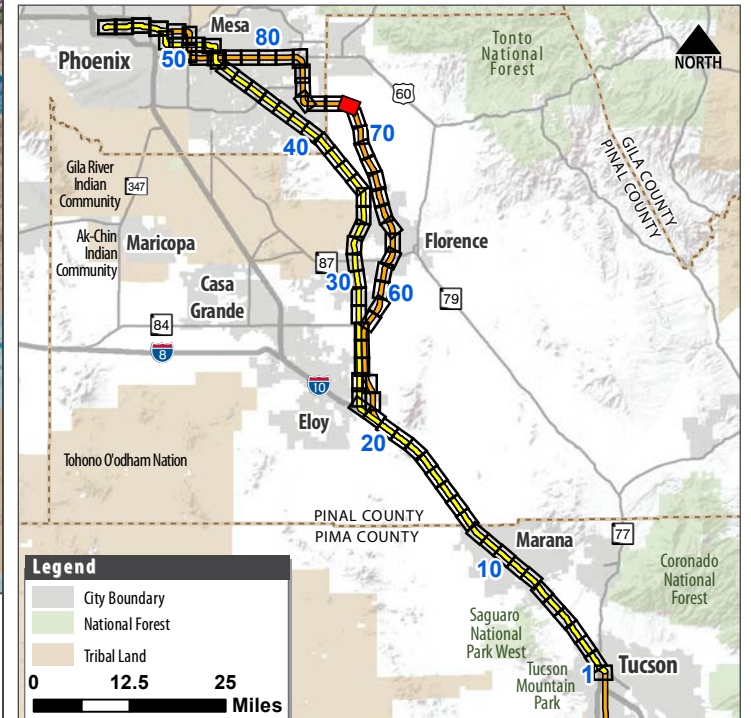 Mesa
80
Tonto
National
Forest
Phoenix
50
NORTH
60
70
40
GILA COUNTY
PINAL COUNTY
Gila River
Indian
Community
347
Ak-Chin
Indian
Community
Maricopa
Florence
87
30
Casa
Grande
60
79
84
8
10
Eloy
20
Tohono O'odham Nation
PINAL COUNTY
PIMA COUNTY
Marana
77
10
Coronado
National
Forest
Saguaro
National
Park West
Tucson
Mountain
Park
1
Tucson
Legend
City Boundary
National Forest
Tribal Land
0 12.5 25
Miles